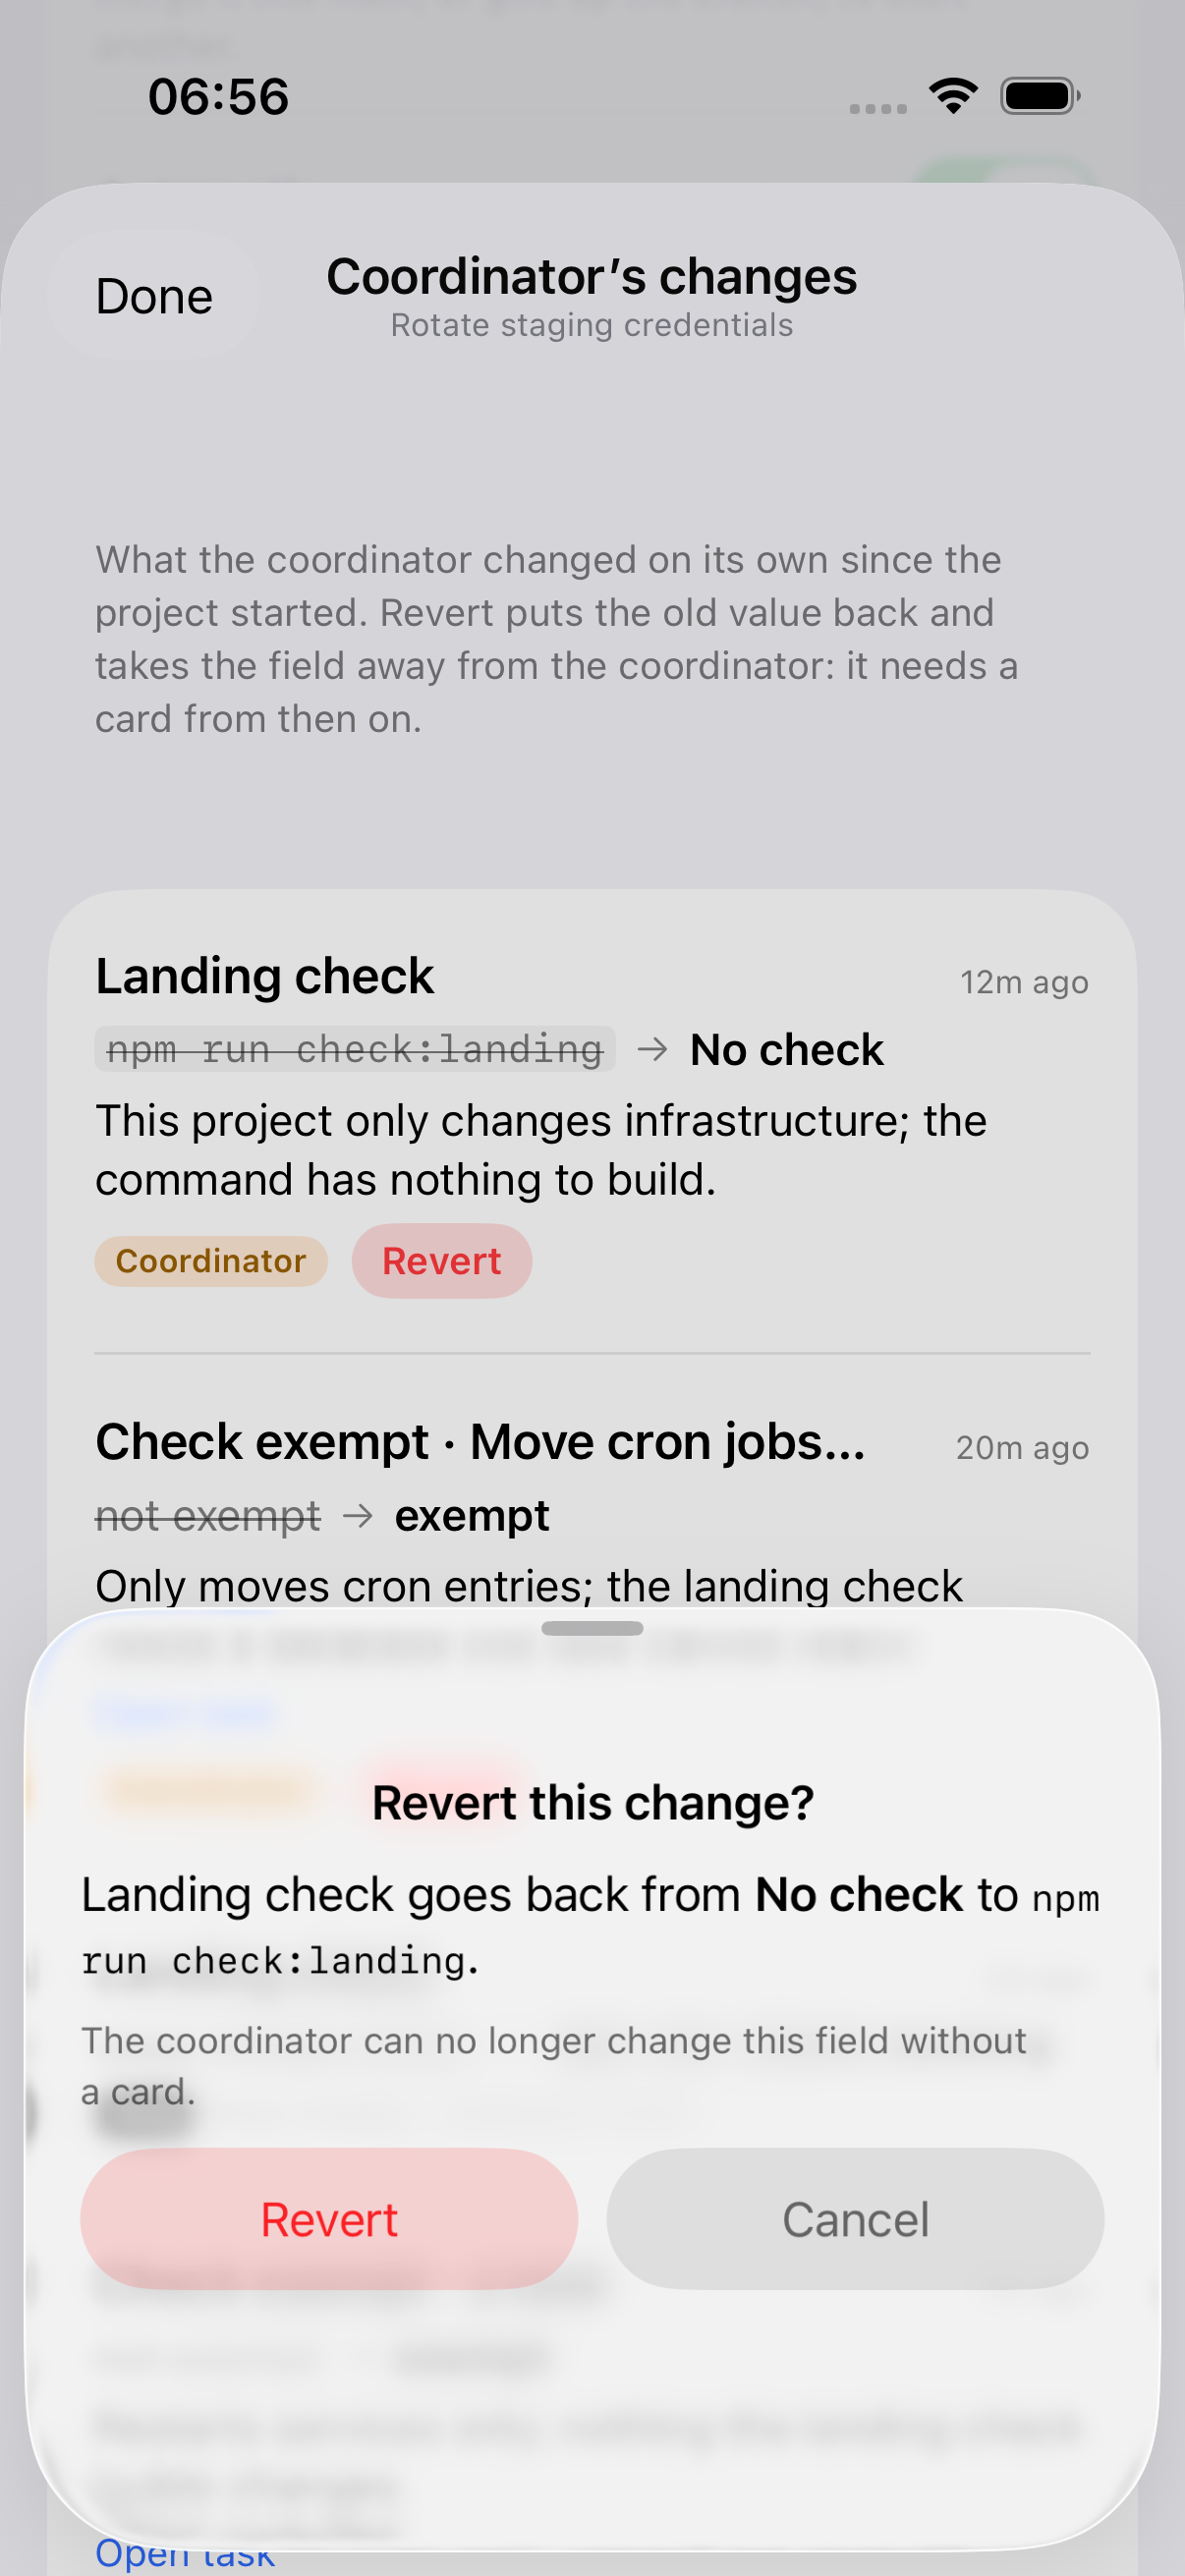 06:56
Done
Coordinator's changes
Rotate staging credentials
What the coordinator changed on its own since the
project started. Revert puts the old value back and
takes the field away from the coordinator: it needs a
card from then on.
Landing check
12m ago
npm run check:landing → No check
This project only changes infrastructure; the
command has nothing to build.
Coordinator
Revert
Check exempt · Move cron jobs...
20m ago
not exempt → exempt
Only moves cron entries; the landing check
Revert this change?
Landing check goes back from No check to npm
run check:landing.
The coordinator can no longer change this field without
a card.
Revert
Cancel
Open task